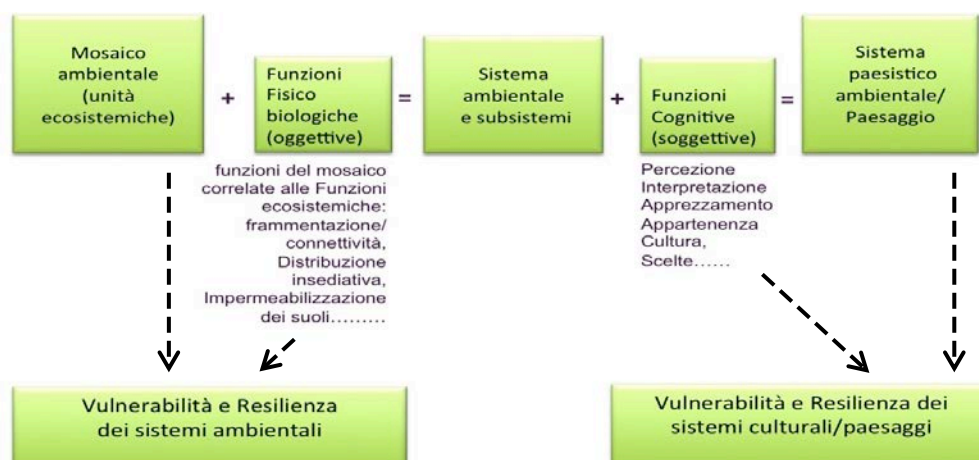 Mosaico
ambientale
(unità
ecosistemiche)
+
Funzioni
Fisico
biologiche
(oggettive)
=
Sistema
ambientale
e subsistemi
+
Funzioni
Cognitive
(soggettive)
=
Sistema
paesistico
ambientale/
Paesaggio
funzioni del mosaico
correlate alle Funzioni
ecosistemiche:
frammentazione/
connettività,
Distribuzione
insediativa,
Impermeabilizzazione
dei suoli.........
Percezione
Interpretazione
Apprezzamento
Appartenenza
Cultura,
Scelte......
Vulnerabilità e Resilienza
dei sistemi ambientali
Vulnerabilità e Resilienza dei
sistemi culturali/paesaggi